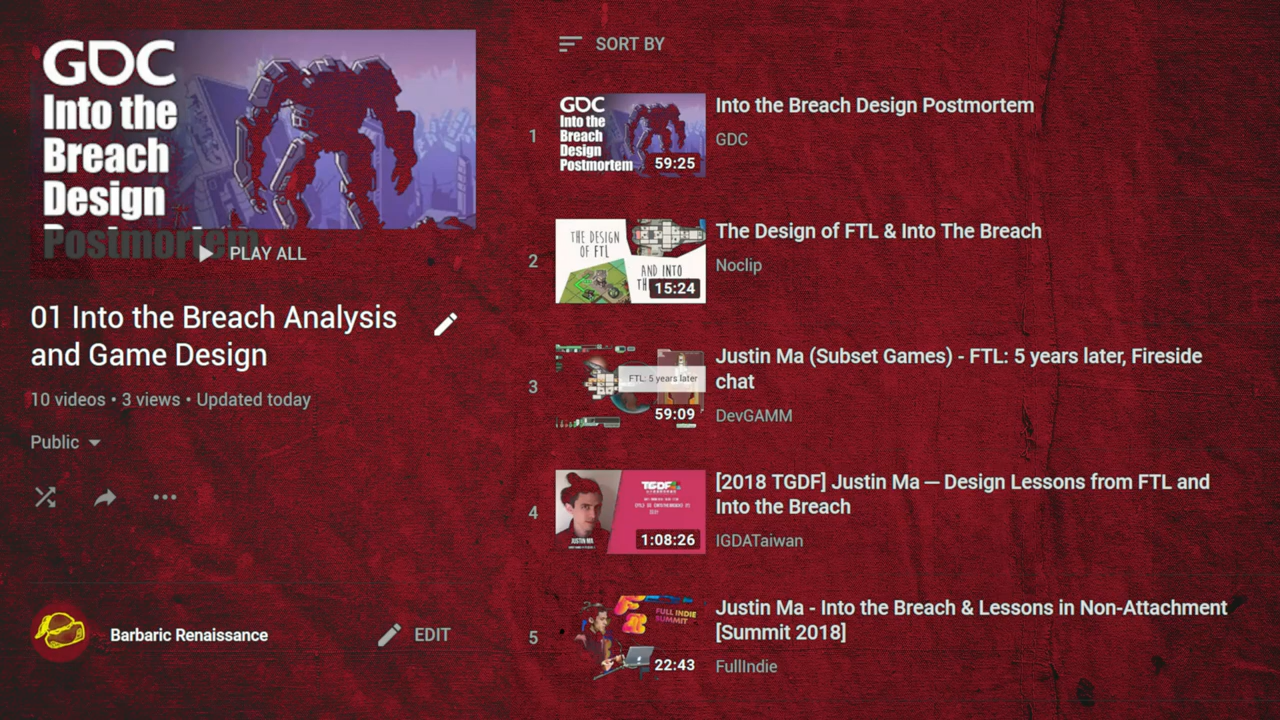 GDC
Into the
Breach
Design
Postmortem
PLAY ALL
01 Into the Breach Analysis
and Game Design
10 videos • 3 views • Updated today
Public
Barbaric Renaissance
EDIT
SORT BY
1
GDC
Into the
Breach
Design
Postmortem
59:25
Into the Breach Design Postmortem
GDC
2
THE DESIGN
OF FTL
AND INTO
15:24
The Design of FTL & Into The Breach
Noclip
3
FTL: 5 years later
59:09
Justin Ma (Subset Games) - FTL: 5 years later, Fireside
chat
DevGAMM
4
TGDF
JUSTIN MA
1:08:26
[2018 TGDF] Justin Ma — Design Lessons from FTL and
Into the Breach
IGDATaiwan
5
FULL INDIE
SUMMIT
22:43
Justin Ma - Into the Breach & Lessons in Non-Attachment
[Summit 2018]
FullIndie